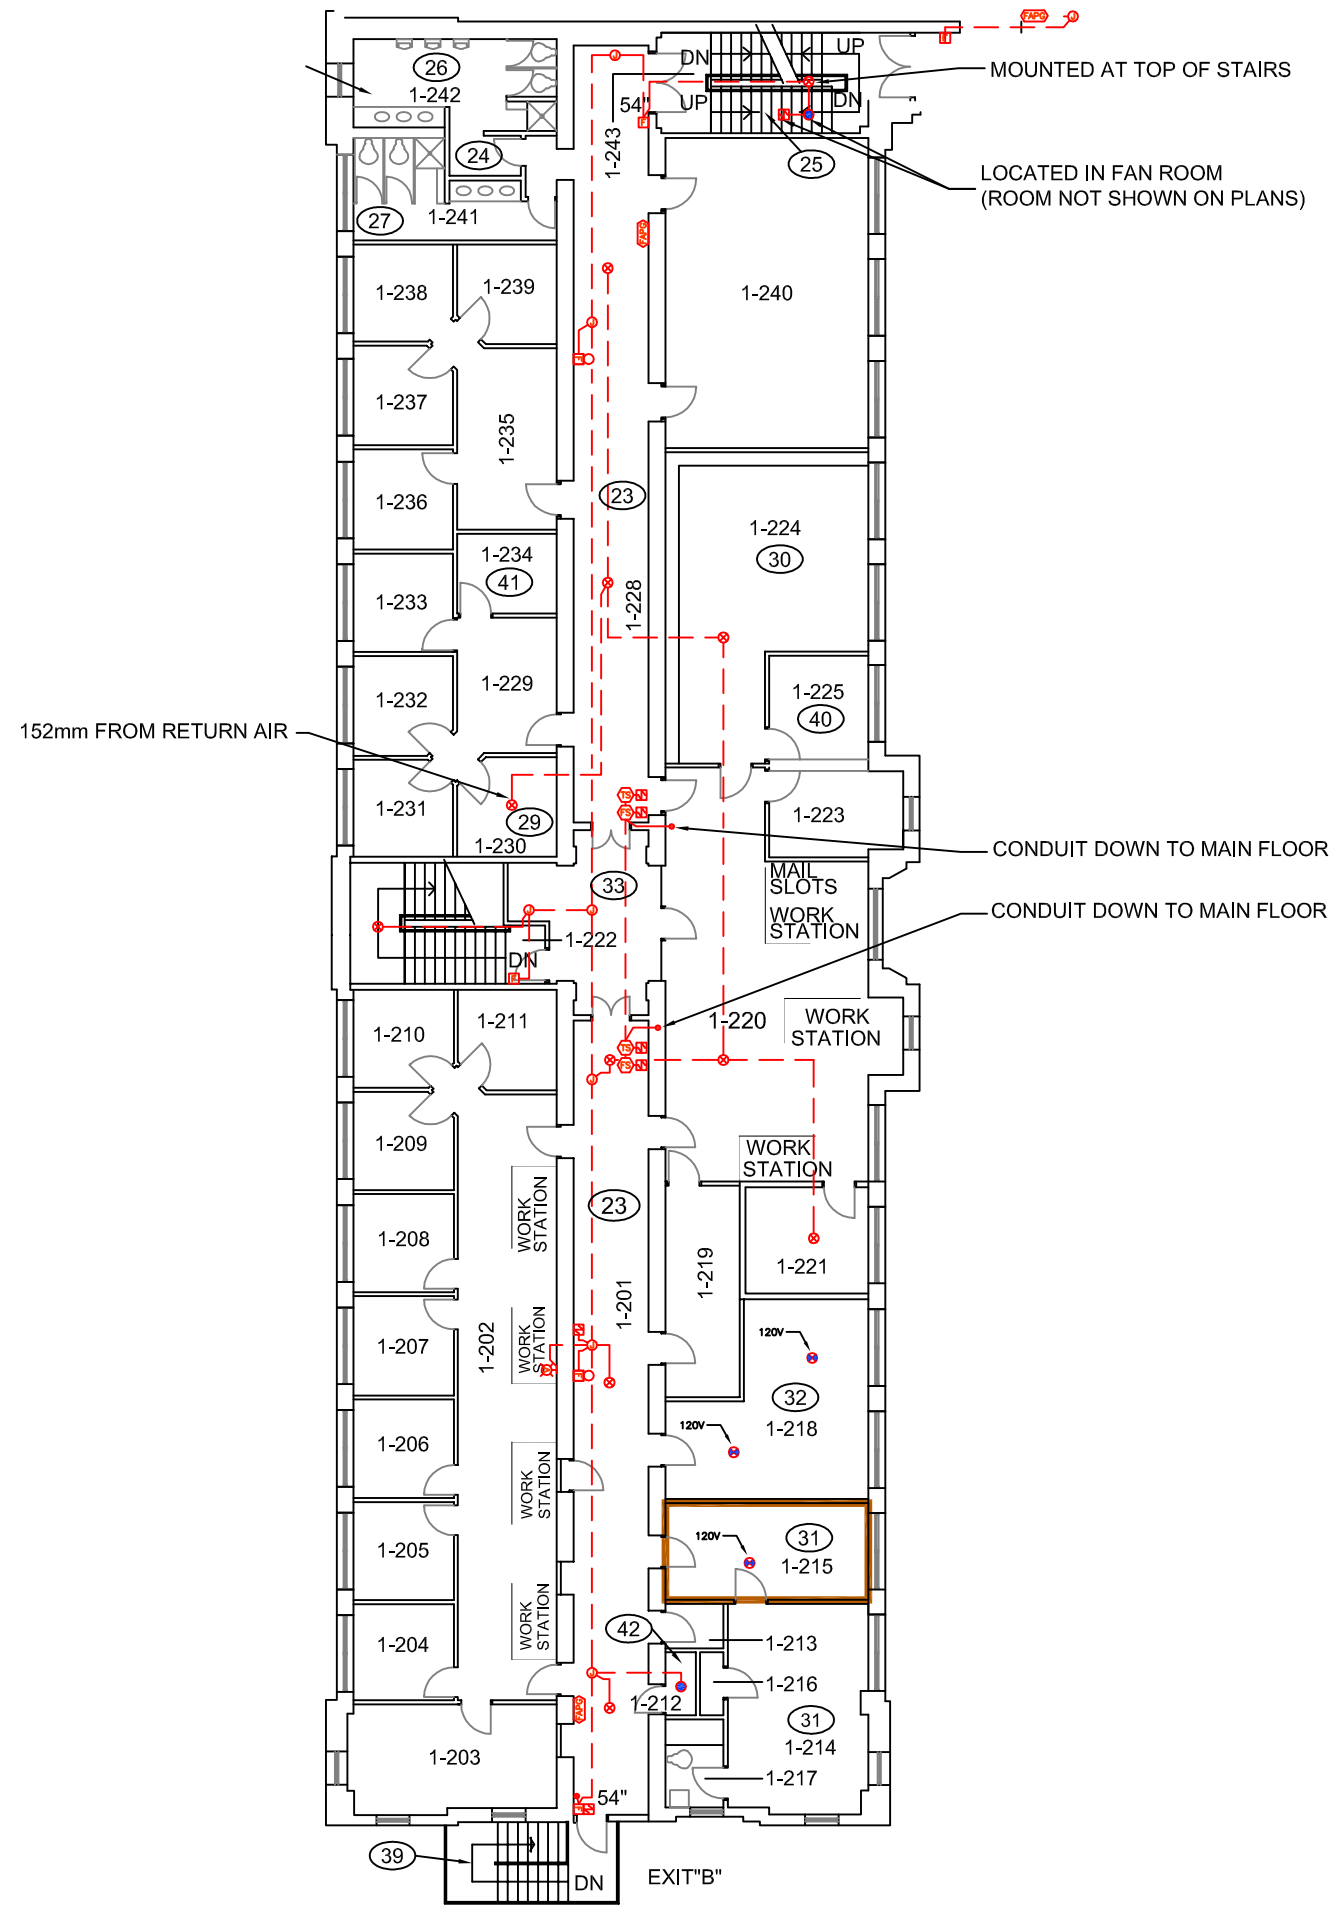 FAPG
J
F
26
1-242
DN
UP
J
MOUNTED AT TOP OF STAIRS
54"
UP
DN
F
24
1-243
25
LOCATED IN FAN ROOM
(ROOM NOT SHOWN ON PLANS)
27
1-241
FAPG
1-238
1-239
1-240
J
F
1-237
1-235
1-236
23
1-224
30
1-234
41
1-233
1-228
1-229
1-232
1-225
40
152mm FROM RETURN AIR
1-231
29
1-230
TS
FS
1-223
CONDUIT DOWN TO MAIN FLOOR
33
MAIL
SLOTS
WORK
STATION
CONDUIT DOWN TO MAIN FLOOR
J
J
1-222
DN
F
1-210
1-211
1-220
WORK
STATION
TS
FS
J
1-209
WORK
STATION
WORK
STATION
23
1-208
1-219
1-221
1-201
1-207
1-202
WORK
STATION
J
F
120V
32
1-218
120V
1-206
WORK
STATION
31
120V
1-215
1-205
WORK
STATION
42
1-204
1-213
J
1-216
1-212
FAPG
31
1-214
1-203
1-217
54"
F
39
DN
EXIT"B"